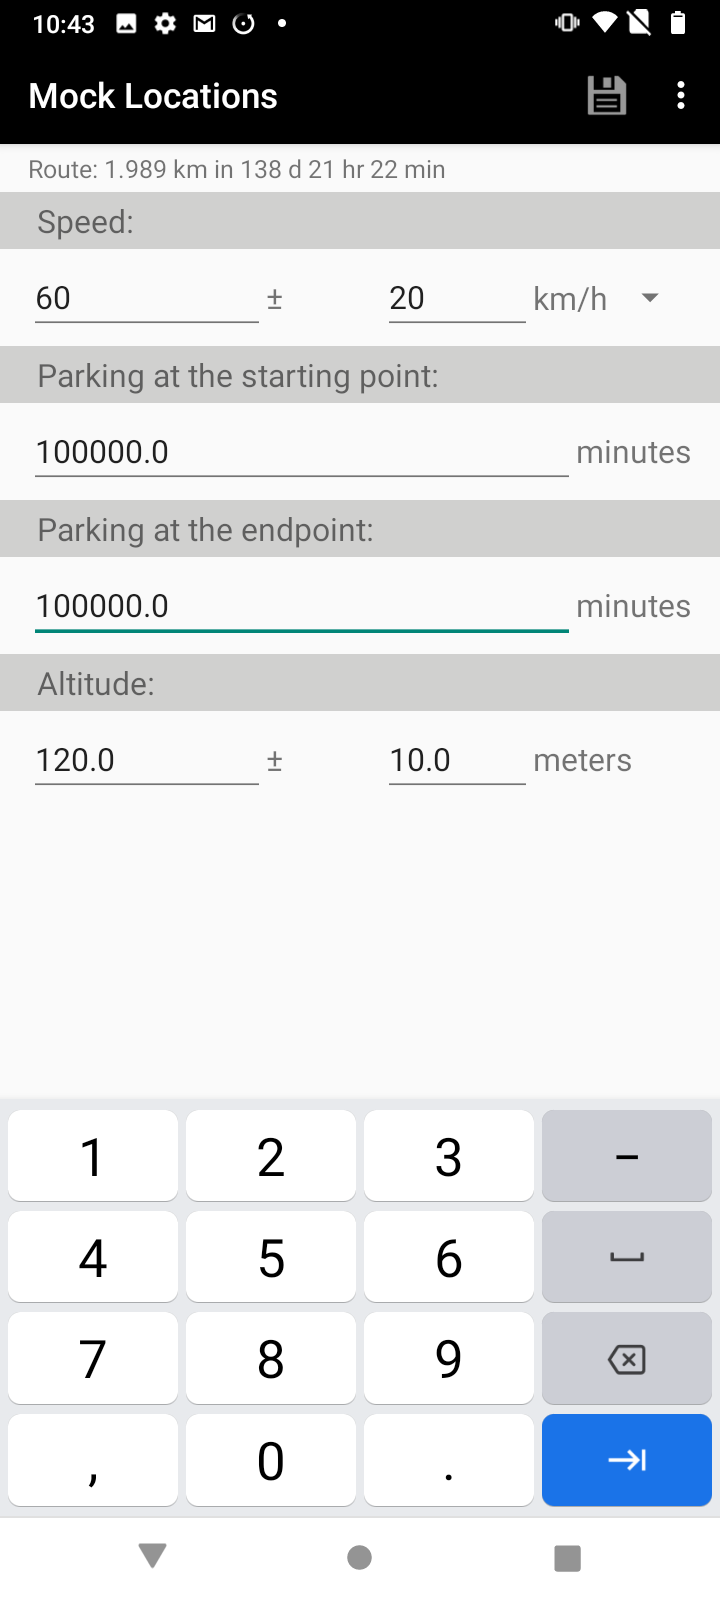 10:43
Mock Locations
Route: 1.989 km in 138 d 21 hr 22 min
Speed:
60 ± 20 km/h
Parking at the starting point:
100000.0 minutes
Parking at the endpoint:
100000.0 minutes
Altitude:
120.0 ± 10.0 meters
1 2 3 –
4 5 6
7 8 9
, 0 .